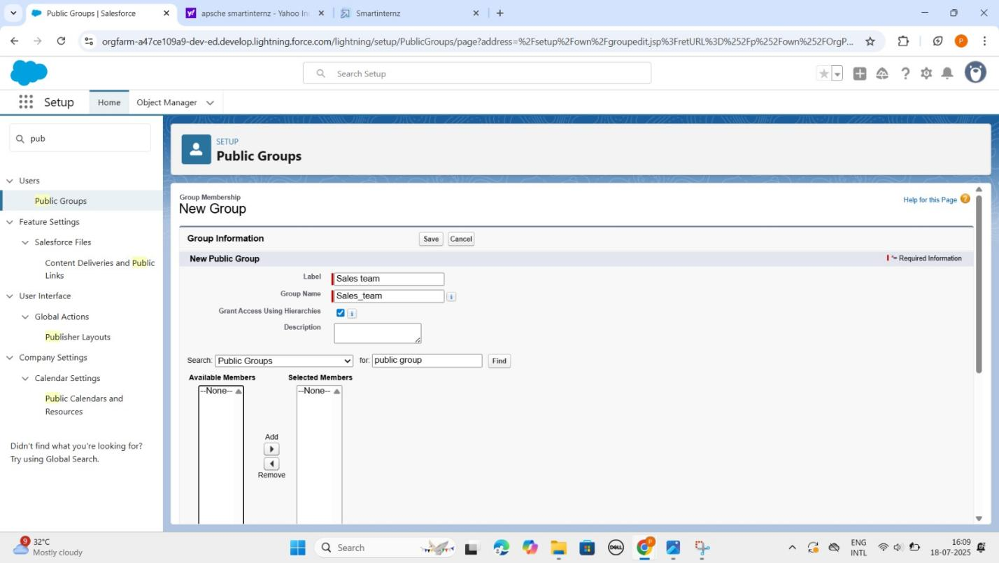 Public Groups | Salesforce
apsche smartinternz - Yahoo In
Smartinternz
orgfarm-a47ce109a9-dev-ed.develop.lightning.force.com/lightning/setup/PublicGroups/page?address=%2Fsetup%2Fown%2Fgroupedit.jsp%3FretURL%3D%252Fp%252Fown%252FOrgP...
P
Search Setup
Setup
Home
Object Manager
pub
SETUP
Public Groups
Users
Public Groups
Feature Settings
Salesforce Files
Content Deliveries and Public
Links
User Interface
Global Actions
Publisher Layouts
Company Settings
Calendar Settings
Public Calendars and
Resources
Didn't find what you're looking for?
Try using Global Search.
Group Membership
New Group
Help for this Page
Group Information
Save
Cancel
New Public Group
= Required Information
Label
Sales team
Group Name
Sales_team
Grant Access Using Hierarchies
Description
Search:
Public Groups
for:
public group
Find
Available Members
Selected Members
--None--
--None--
Add
Remove
9
32°C
Mostly cloudy
Search
DELL
P
ENG
INTL
16:09
18-07-2025